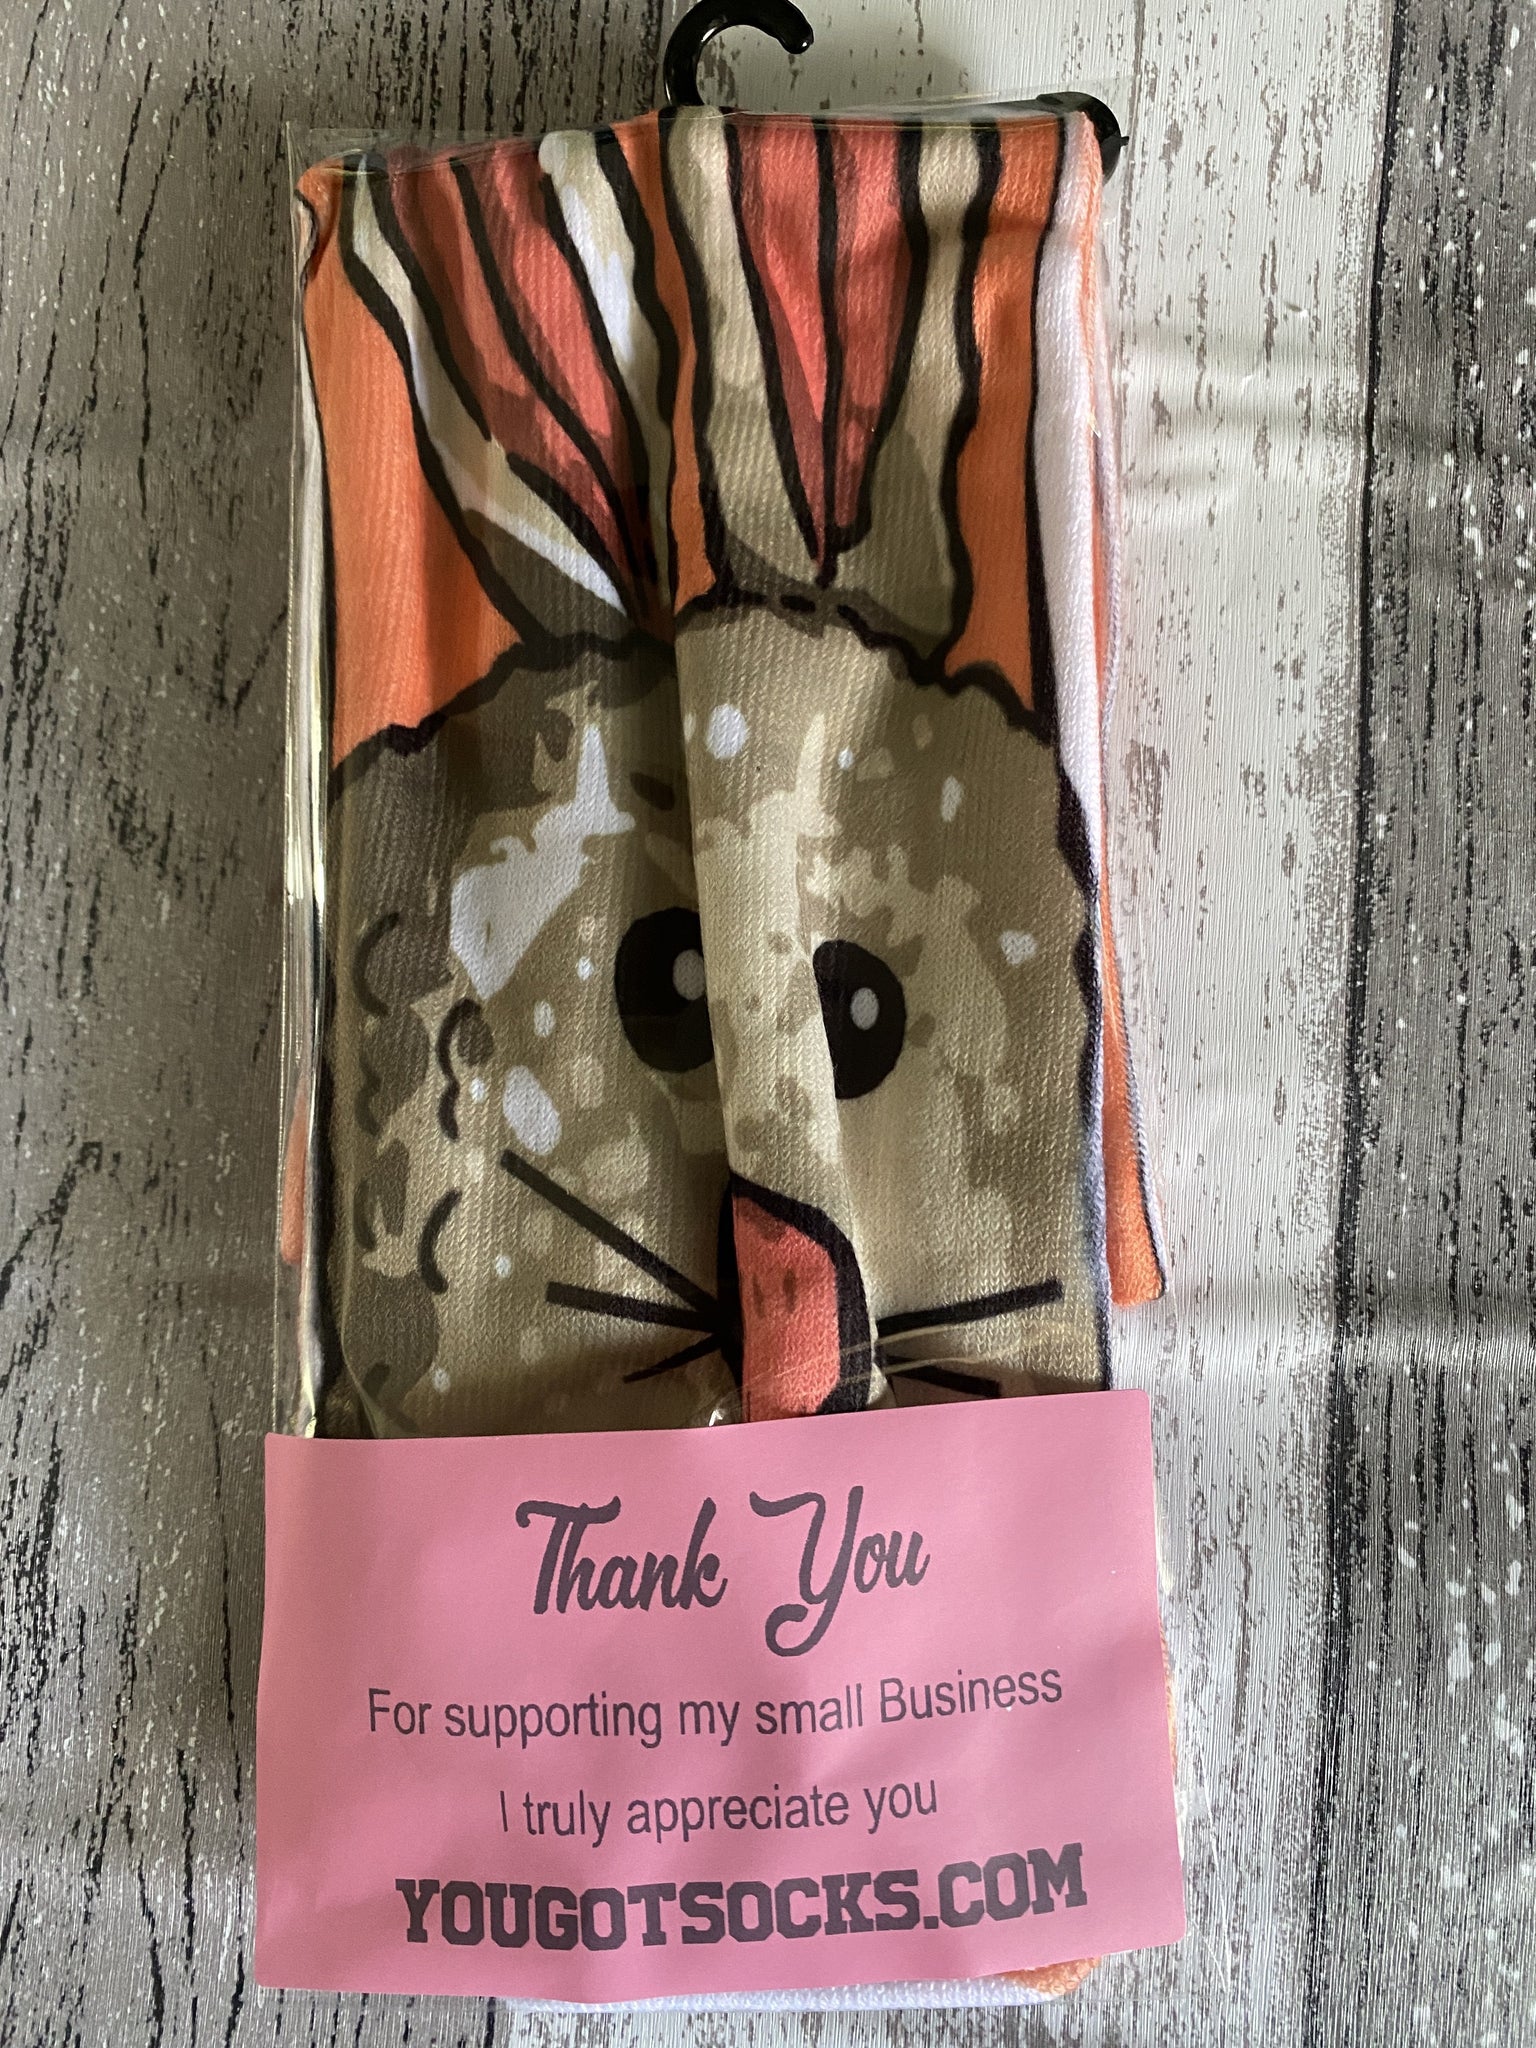 Thank You
For supporting my small Business
I truly appreciate you
YOUGOTSOCKS.COM